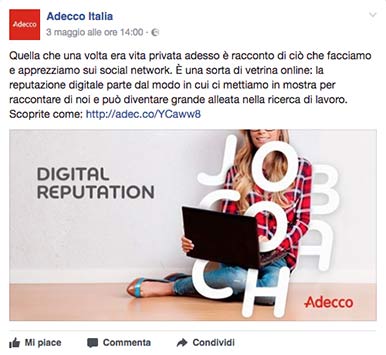 Adecco
Adecco Italia
3 maggio alle ore 14:00 ·
Quella che una volta era vita privata adesso è racconto di ciò che facciamo
e apprezziamo sui social network. È una sorta di vetrina online: la
reputazione digitale parte dal modo in cui ci mettiamo in mostra per
raccontare di noi e può diventare grande alleata nella ricerca di lavoro.
Scoprite come: http://adec.co/YCaww8
DIGITAL
REPUTATION
JOB
COACH
Adecco
Mi piace
Commenta
Condividi